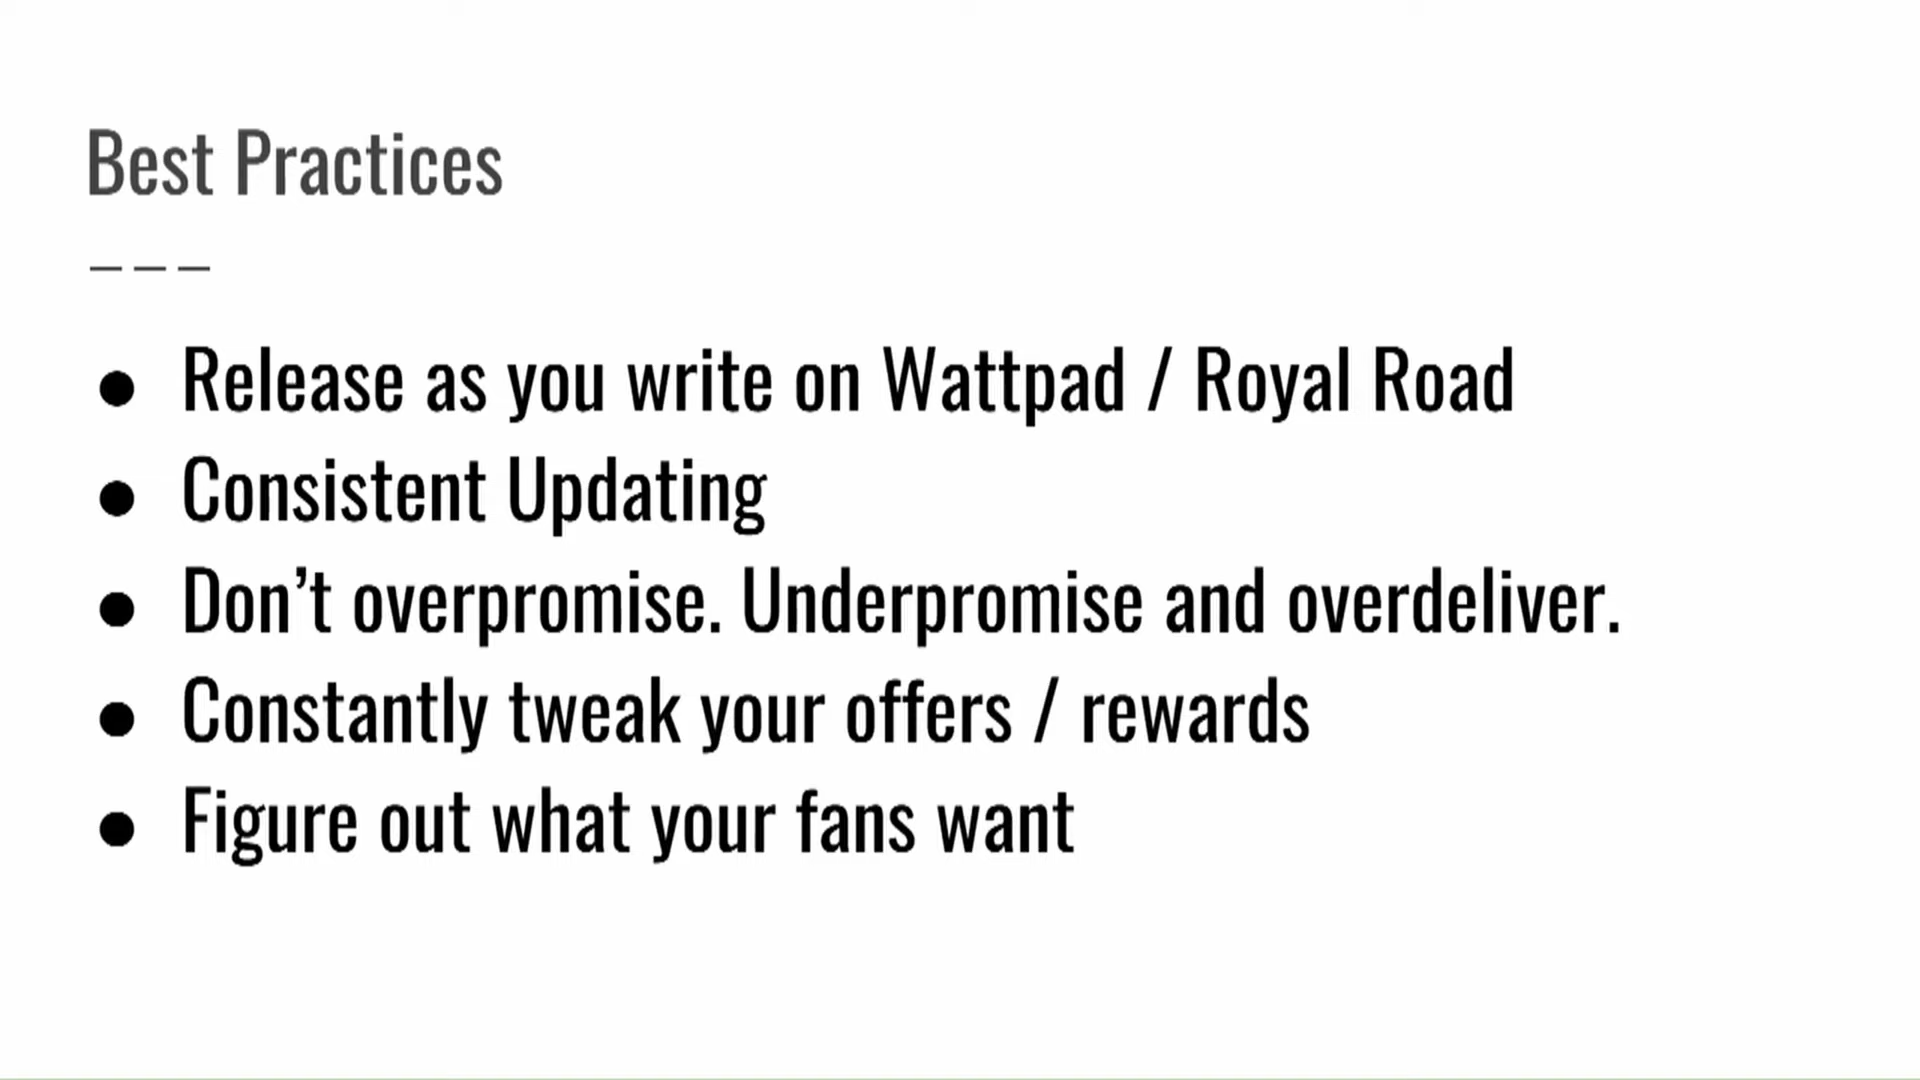 Best Practices
● Release as you write on Wattpad / Royal Road
● Consistent Updating
● Don’t overpromise. Underpromise and overdeliver.
● Constantly tweak your offers / rewards
● Figure out what your fans want